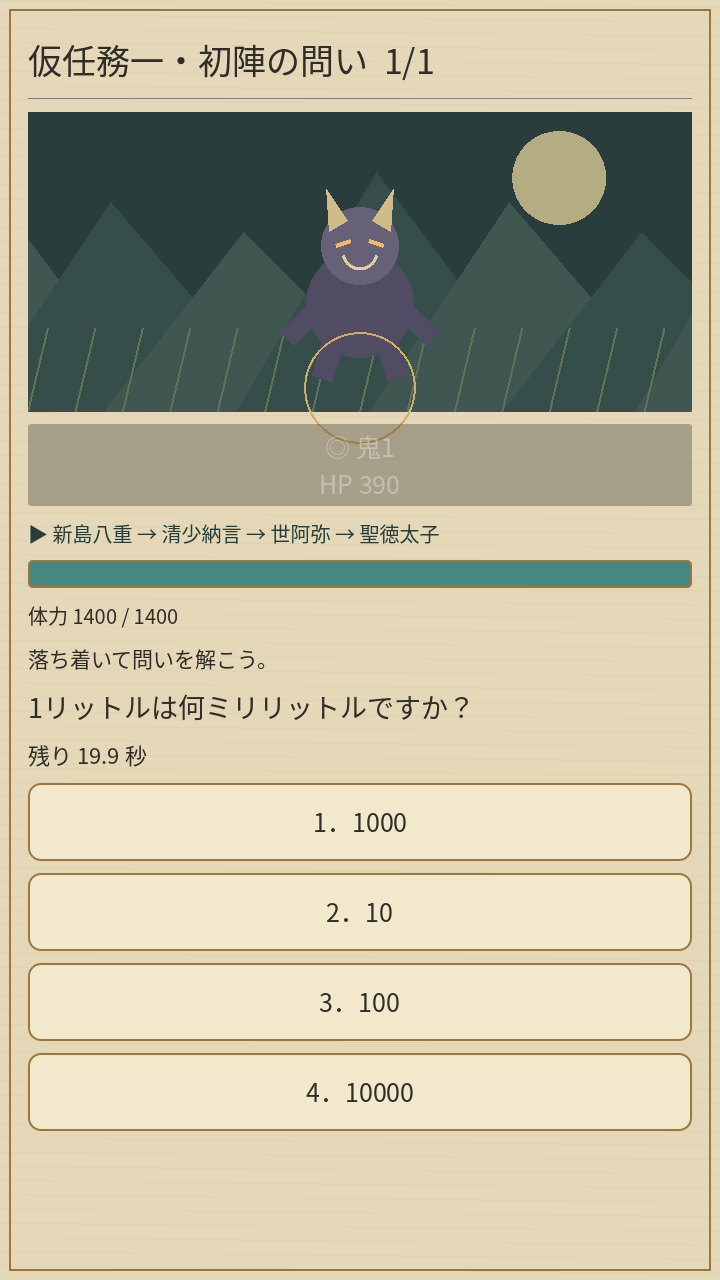 仮任務一・初陣の問い 1/1
◎ 鬼1
HP 390
▶ 新島八重 → 清少納言 → 世阿弥 → 聖徳太子
体力 1400 / 1400
落ち着いて問いを解こう。
1リットルは何ミリリットルですか？
残り 19.9 秒
1. 1000
2. 10
3. 100
4. 10000